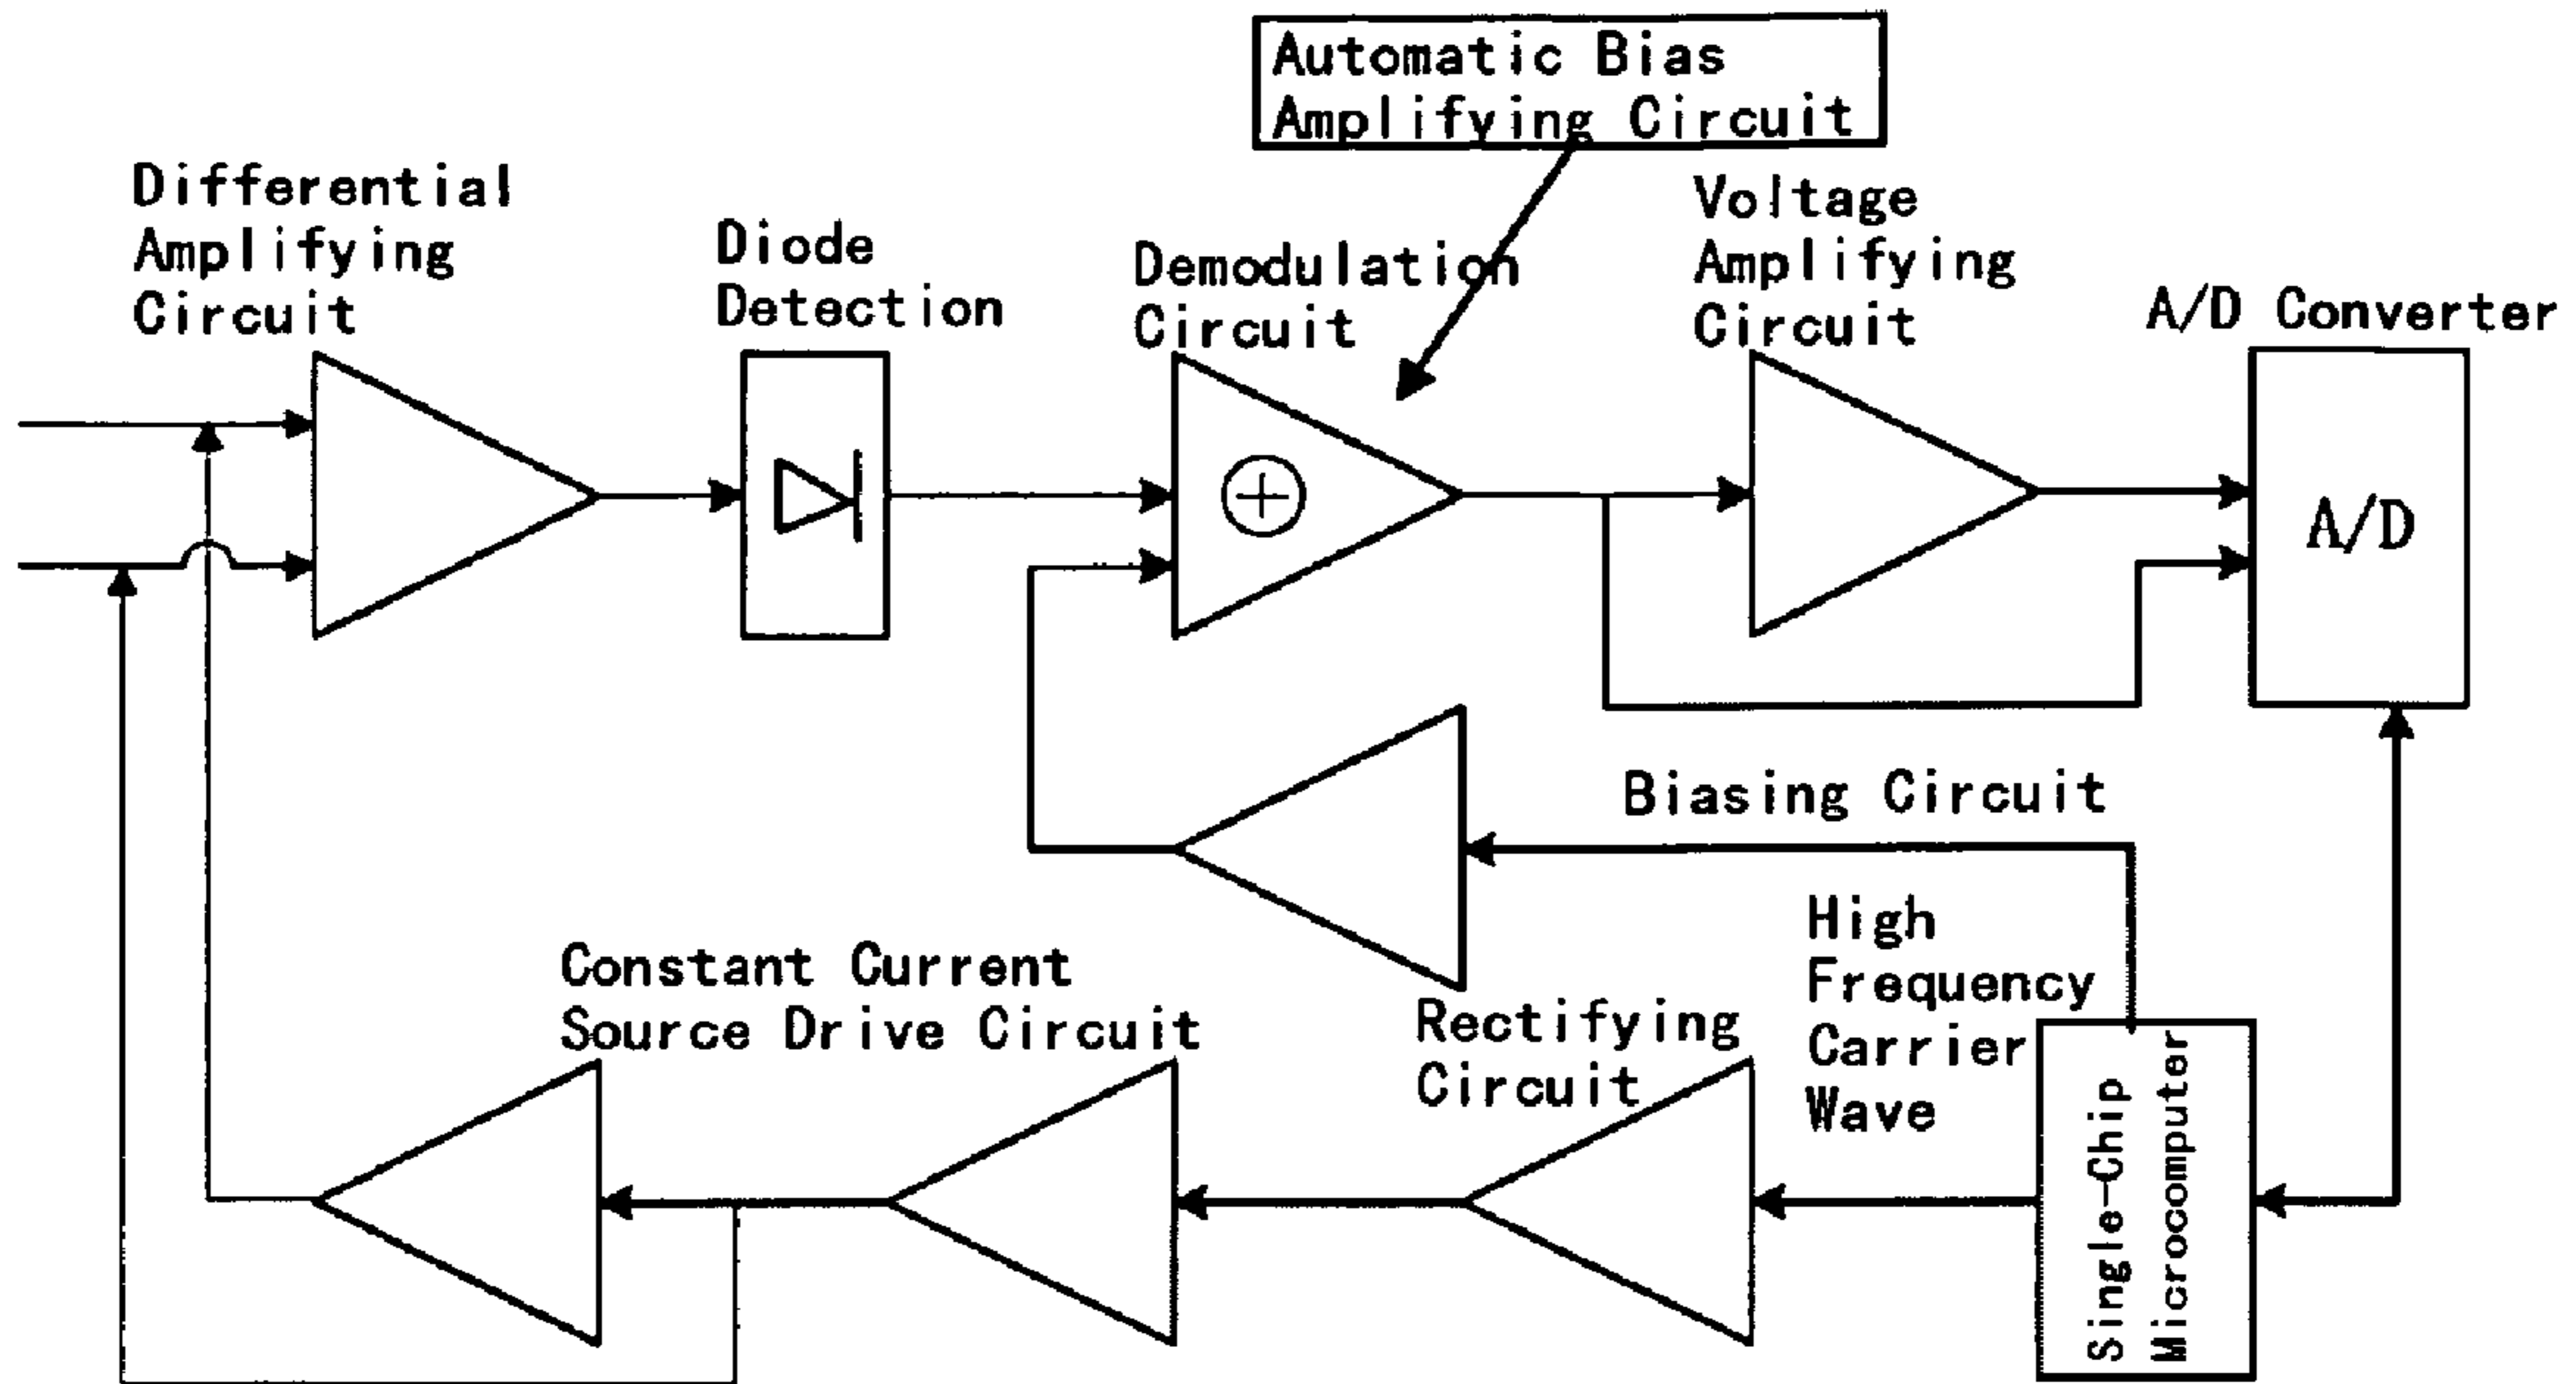 Automatic Bias
Amplifying Circuit
Differential
Amplifying
Circuit
Diode
Detection
Demodulation
Circuit
Voltage
Amplifying
Circuit
A/D Converter
A/D
Biasing Circuit
High
Frequency
Carrier
Wave
Constant Current
Source Drive Circuit
Rectifying
Circuit
Single-Chip
Microcomputer